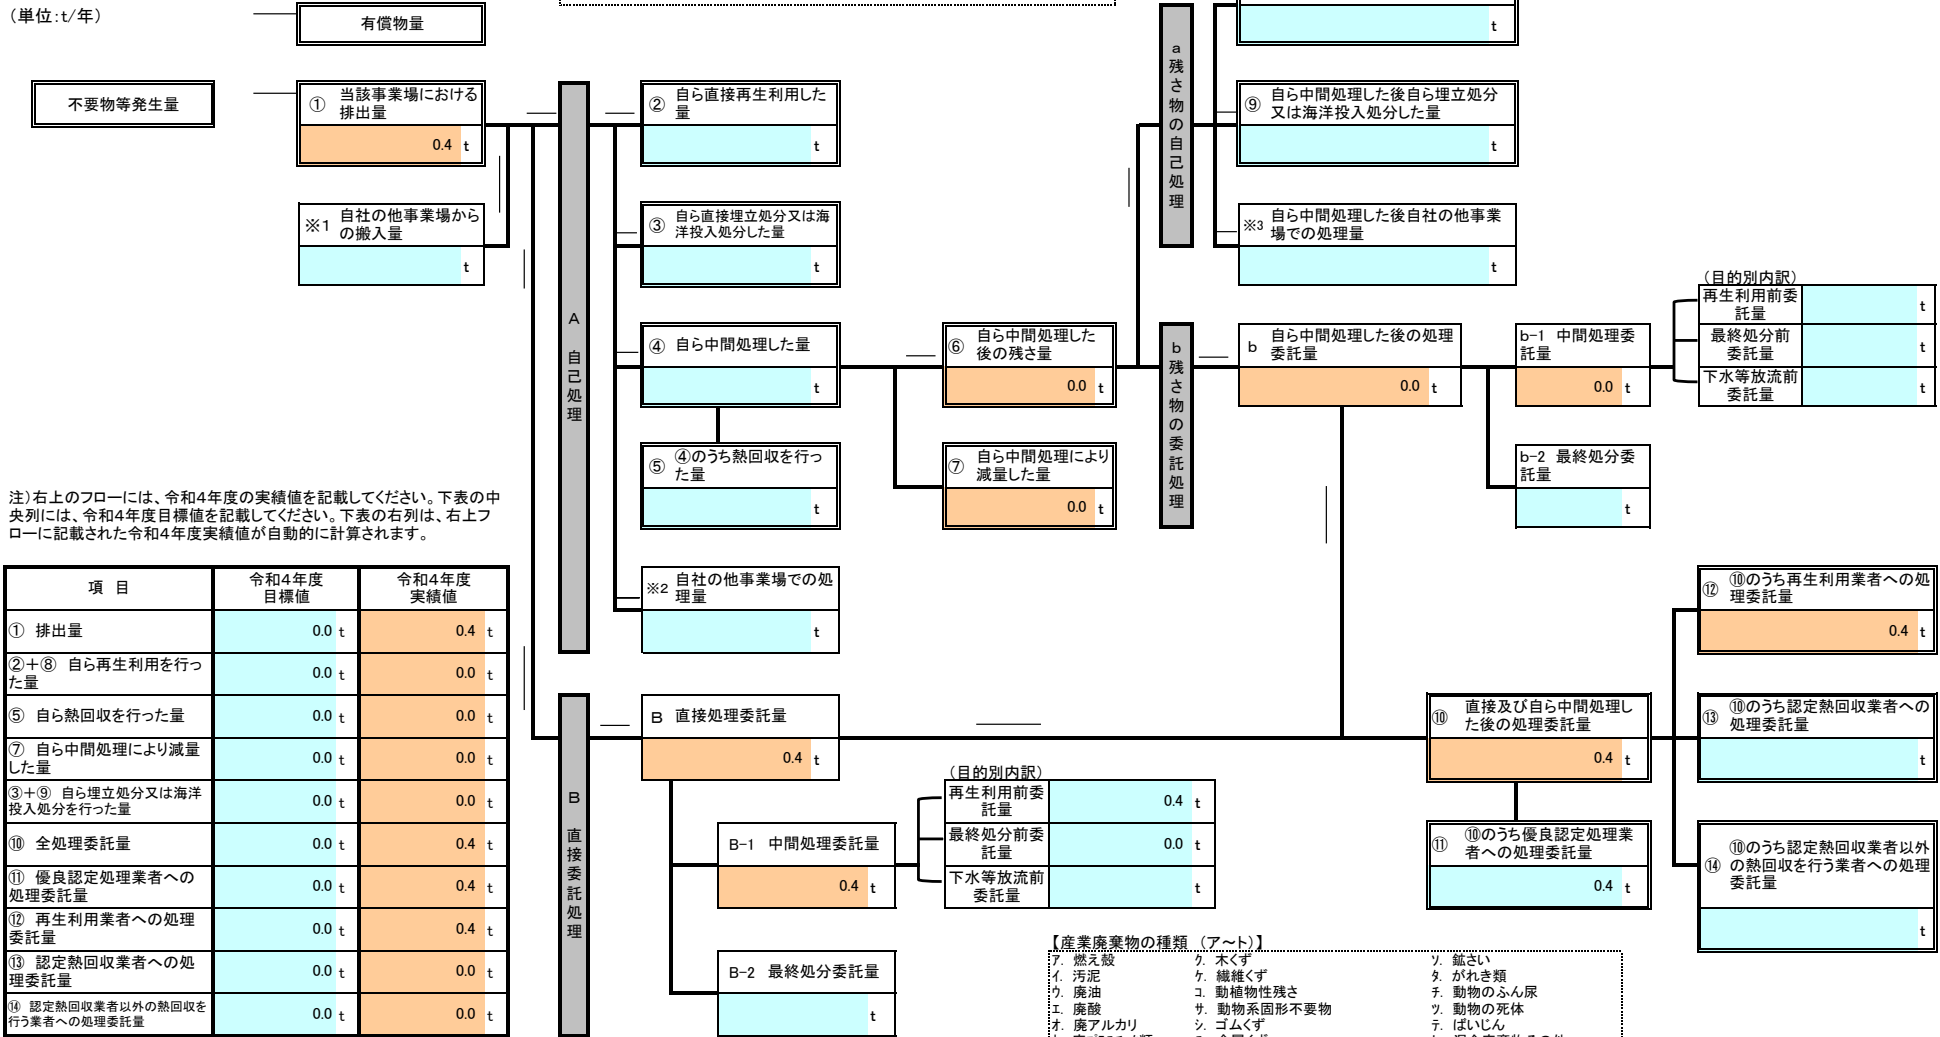 (単位:t/年)
有償物量
t
不要物等発生量
① 当該事業場における
排出量
0.4 t
※1 自社の他事業場から
の搬入量
t
A 自己処理
② 自ら直接再生利用した
量
t
③ 自ら直接埋立処分又は海
洋投入処分した量
t
④ 自ら中間処理した量
t
⑤ ④のうち熱回収を行っ
た量
t
※2 自社の他事業場での処
理量
t
⑥ 自ら中間処理した
後の残さ量
0.0 t
⑦ 自ら中間処理により
減量した量
0.0 t
a 残さ物の自己処理
⑨ 自ら中間処理した後自ら埋立処分
又は海洋投入処分した量
t
※3 自ら中間処理した後自社の他事業
場での処理量
t
b 残さ物の委託処理
b 自ら中間処理した後の処理
委託量
0.0 t
b-1 中間処理委
託量
0.0 t
(目的別内訳)
再生利用前委
託量
t
最終処分前
委託量
t
下水等放流前
委託量
t
b-2 最終処分委
託量
t
注)右上のフローには、令和4年度の実績値を記載してください。下表の中
央列には、令和4年度目標値を記載してください。下表の右列は、右上フ
ローに記載された令和4年度実績値が自動的に計算されます。
項 目 令和4年度 目標値 令和4年度 実績値
① 排出量 0.0 t 0.4 t
②+⑧ 自ら再生利用を行っ
た量 0.0 t 0.0 t
⑤ 自ら熱回収を行った量 0.0 t 0.0 t
⑦ 自ら中間処理により減量
した量 0.0 t 0.0 t
③+⑨ 自ら埋立処分又は海洋
投入処分を行った量 0.0 t 0.0 t
⑩ 全処理委託量 0.0 t 0.4 t
⑪ 優良認定処理業者への
処理委託量 0.0 t 0.4 t
⑫ 再生利用業者への処理
委託量 0.0 t 0.4 t
⑬ 認定熱回収業者への処
理委託量 0.0 t 0.0 t
⑭ 認定熱回収業者以外の熱回収を
行う業者への処理委託量 0.0 t 0.0 t
B 直接委託処理
B 直接処理委託量
0.4 t
B-1 中間処理委託量
0.4 t
(目的別内訳)
再生利用前委
託量
0.4 t
最終処分前委
託量
0.0 t
下水等放流前
委託量
t
B-2 最終処分委託量
t
⑩ 直接及び自ら中間処理し
た後の処理委託量
0.4 t
⑪ ⑩のうち優良認定処理業
者への処理委託量
0.4 t
⑫ ⑩のうち再生利用業者への処
理委託量
0.4 t
⑬ ⑩のうち認定熱回収業者への
処理委託量
t
⑭ ⑩のうち認定熱回収業者以外
の熱回収を行う業者への処理
委託量
t
【産業廃棄物の種類 (ア~ト)】
ア. 燃え殻 ク. 木くず ソ. 鉱さい
イ. 汚泥 ケ. 繊維くず タ. がれき類
ウ. 廃油 コ. 動植物性残さ チ. 動物のふん尿
エ. 廃酸 サ. 動物系固形不要物 ツ. 動物の死体
オ. 廃アルカリ シ. ゴムくず テ. ばいじん